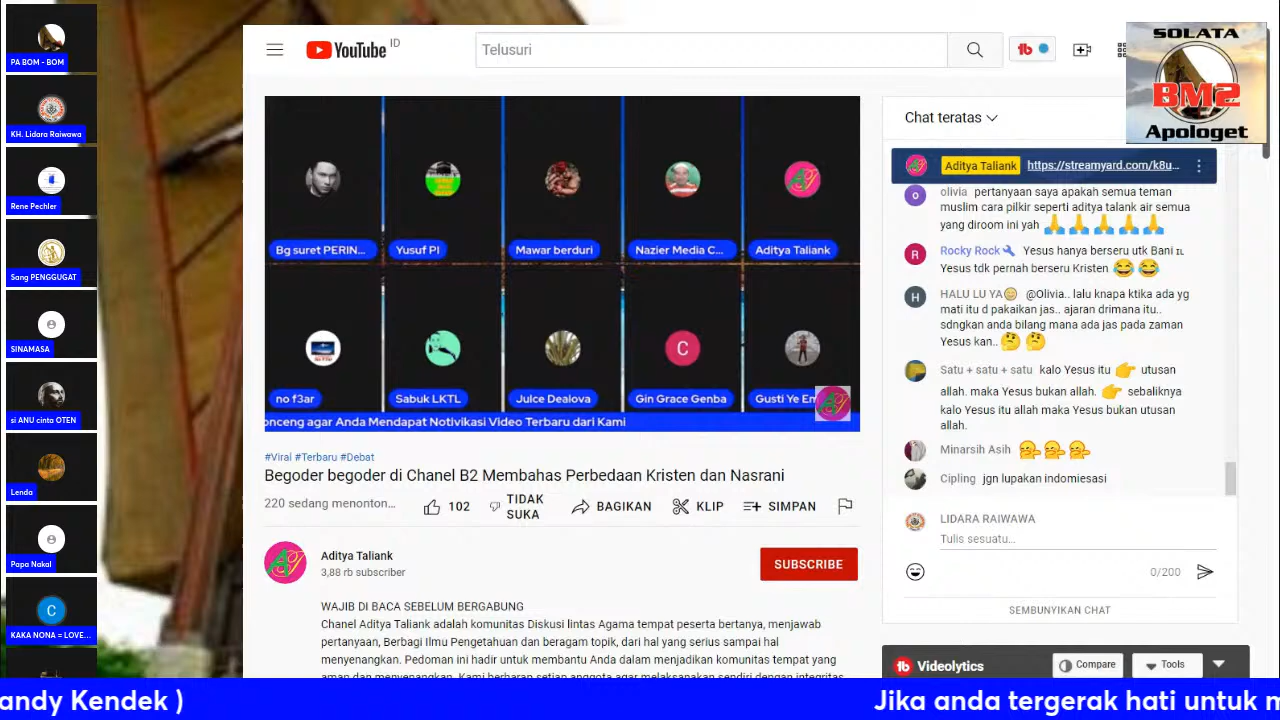 PA BOM - BOM
KH. Lidara Raiwawa
Rene Pechler
Sang PENGGUGAT
SINAMASA
si ANU cinta OTEN
Lenda
Papa Nakal
C
KAKA NONA = LOVE...
YouTube ID
Telusuri
SOLATA
BM2
Apologet
Bg suret PERIN...
Yusuf PI
Mawar berduri
Nazier Media C...
Aditya Taliank
no f3ar
Sabuk LKTL
Julce Dealova
C
Gin Grace Genba
Gusti Ye Em
onceng agar Anda Mendapat Notivikasi Video Terbaru dari Kami
#Viral #Terbaru #Debat
Begoder begoder di Chanel B2 Membahas Perbedaan Kristen dan Nasrani
220 sedang menonton...
102
TIDAK
SUKA
BAGIKAN
KLIP
SIMPAN
Aditya Taliank
3,88 rb subscriber
SUBSCRIBE
WAJIB DI BACA SEBELUM BERGABUNG
Chanel Aditya Taliank adalah komunitas Diskusi lintas Agama tempat peserta bertanya, menjawab
pertanyaan, Berbagi Ilmu Pengetahuan dan beragam topik, dari hal yang serius sampai hal
menyenangkan. Pedoman ini hadir untuk membantu Anda dalam menjadikan komunitas tempat yang
aman dan menyenangkan. Kami berharap setiap anggota agar melaksanakan sendiri dengan integritas
Chat teratas
Aditya Taliank https://streamyard.com/k8u...
O
olivia pertanyaan saya apakah semua teman
muslim cara pilkir seperti aditya talank air semua
yang diroom ini yah 🙏🙏🙏🙏🙏
R
Rocky Rock Yesus hanya berseru utk Bani
Yesus tdk pernah berseru Kristen 😂😂
H
HALU LU YA😊 @Olivia.. lalu knapa ktika ada yg
mati itu d pakaikan jas.. ajaran drimana itu..
sdngkan anda bilang mana ada jas pada zaman
Yesus kan.. 🤔🤔
Satu + satu + satu kalo Yesus itu 👉 utusan
allah. maka Yesus bukan allah. 👉 sebaliknya
kalo Yesus itu allah maka Yesus bukan utusan
allah.
Minarsih Asih 🤗🤗🤗
Cipling jgn lupakan indomiesasi
LIDARA RAIWAWA
Tulis sesuatu...
0/200
SEMBUNYIKAN CHAT
Videolytics
Compare
Tools
andy Kendek )
Jika anda tergerak hati untuk m